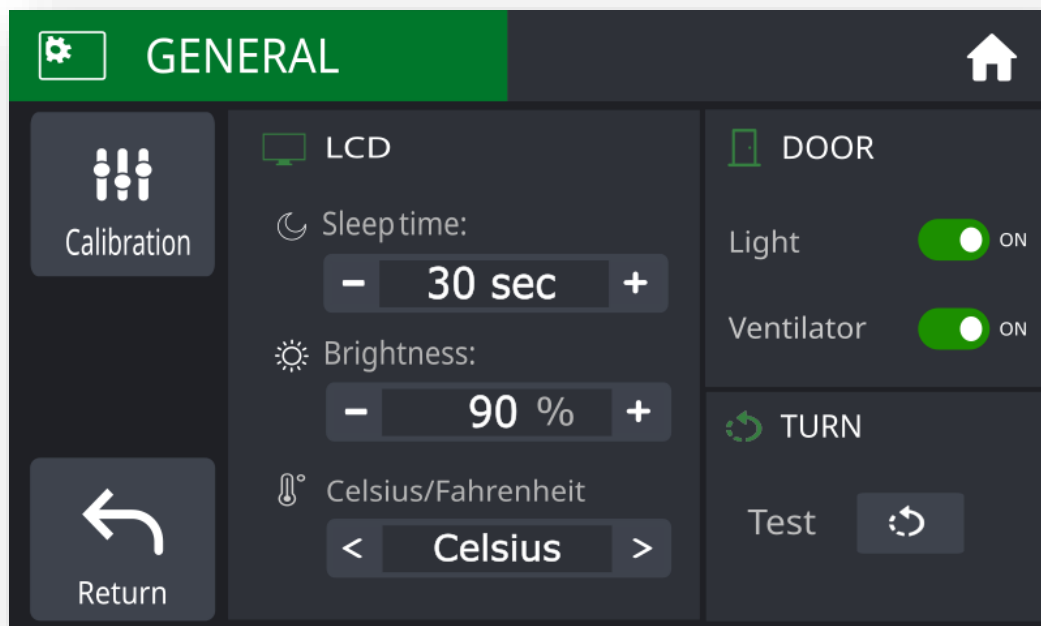 GENERAL
Calibration
Return
LCD
Sleep time:
- 30 sec +
Brightness:
- 90 % +
Celsius/Fahrenheit
< Celsius >
DOOR
Light ON
Ventilator ON
TURN
Test